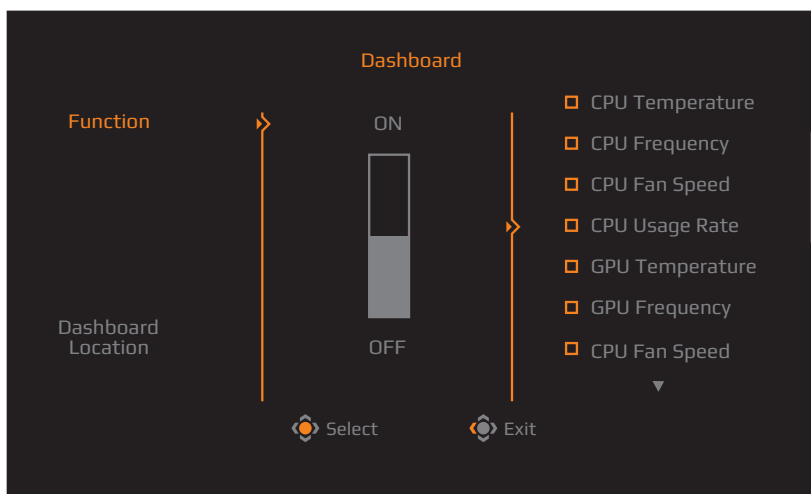 Dashboard
Function
ON
OFF
Dashboard
Location
CPU Temperature
CPU Frequency
CPU Fan Speed
CPU Usage Rate
GPU Temperature
GPU Frequency
CPU Fan Speed
Select
Exit